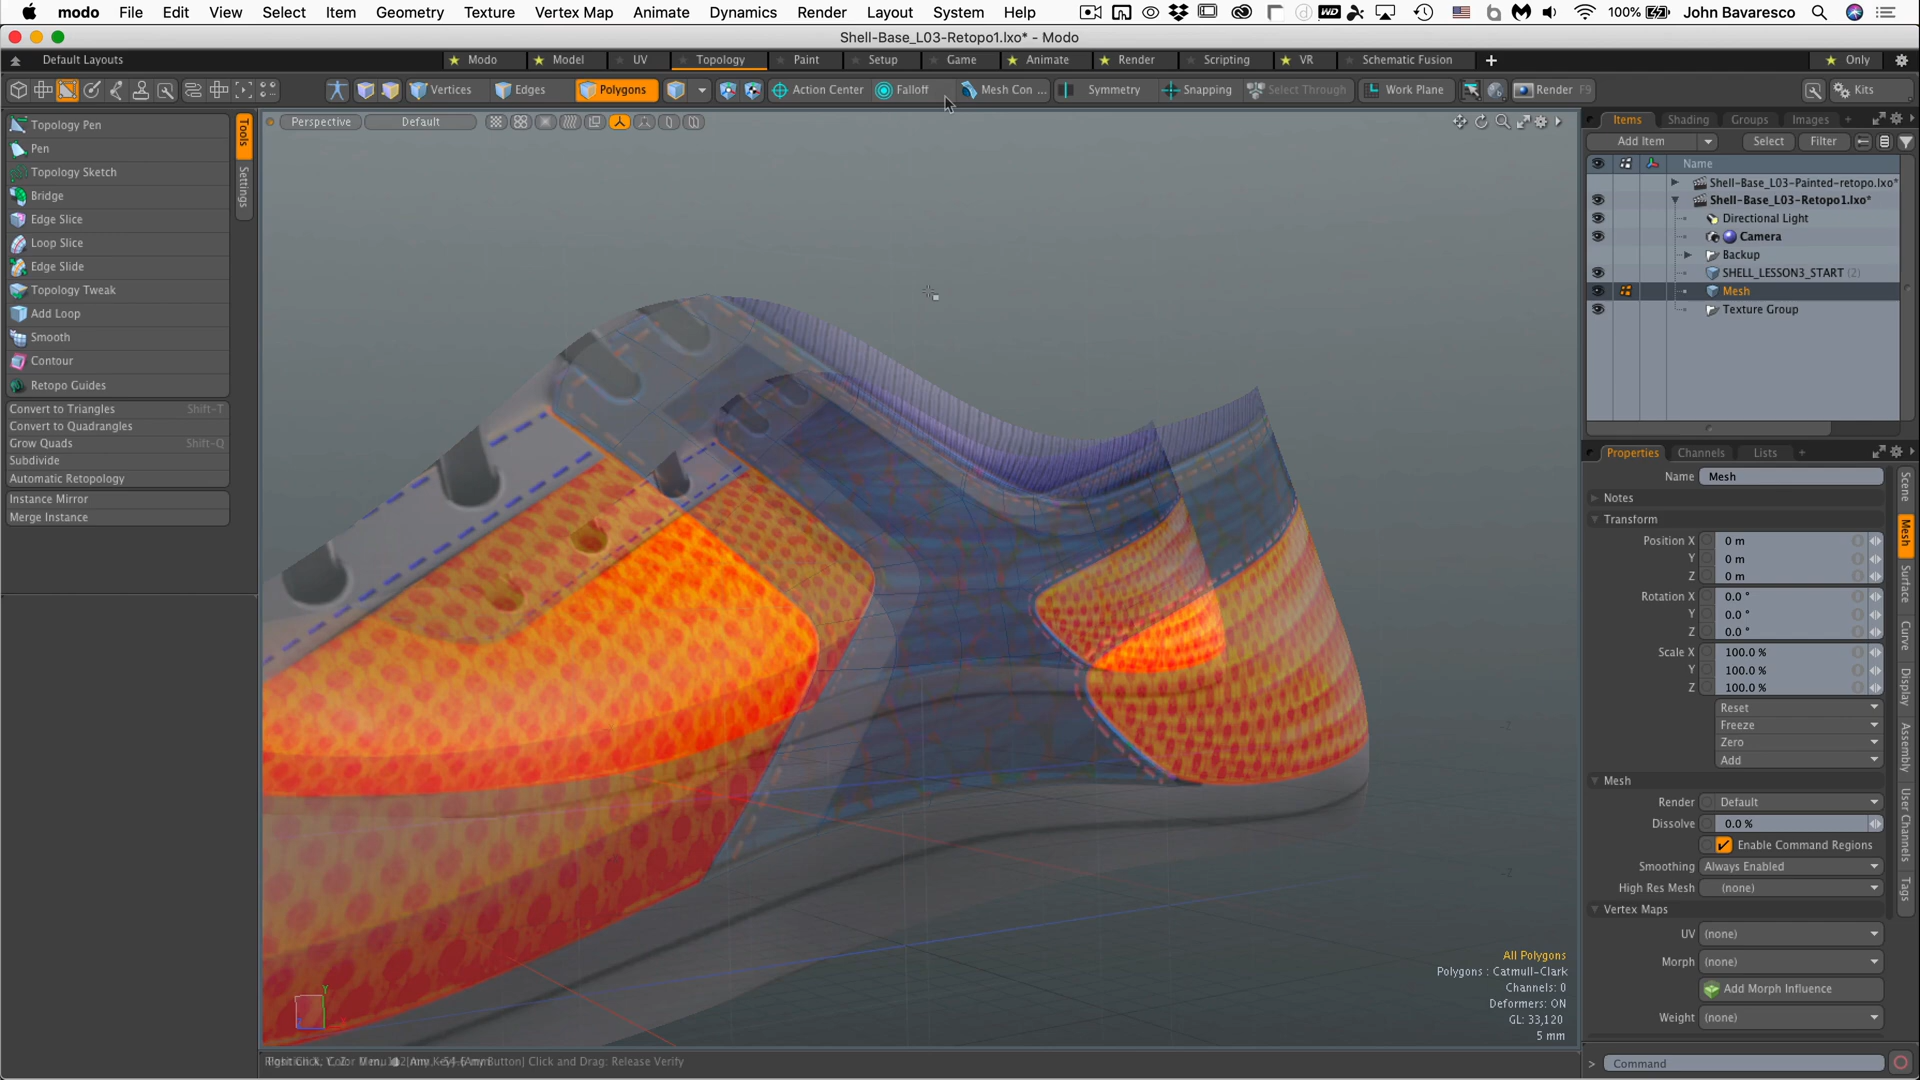 modo File Edit View Select Item Geometry Texture Vertex Map Animate Dynamics Render Layout System Help WD 100% John Bavaresco
Shell-Base_L03-Retopo1.lxo* - Modo
Default Layouts Modo Model UV Topology Paint Setup Game Animate Render Scripting VR Schematic Fusion + Only
Vertices Edges Polygons Action Center Falloff Mesh Con ... Symmetry Snapping Select Through Work Plane Render F9 Kits
Topology Pen
Pen
Topology Sketch
Bridge
Edge Slice
Loop Slice
Edge Slide
Topology Tweak
Add Loop
Smooth
Contour
Retopo Guides
Convert to Triangles Shift-T
Convert to Quadrangles
Grow Quads Shift-Q
Subdivide
Automatic Retopology
Instance Mirror
Merge Instance
Tools
Settings
Perspective Default
All Polygons
Polygons : Catmull-Clark
Channels: 0
Deformers: ON
GL: 33,120
5 mm
Click and Drag: Release Verify
Items Shading Groups Images +
Add Item Select Filter
Name
Shell-Base_L03-Painted-retopo.lxo*
Shell-Base_L03-Retopo1.lxo*
Directional Light
Camera
Backup
SHELL_LESSON3_START (2)
Mesh
Texture Group
Properties Channels Lists +
Name Mesh
Notes
Transform
Position X 0 m
Y 0 m
Z 0 m
Rotation X 0.0 °
Y 0.0 °
Z 0.0 °
Scale X 100.0 %
Y 100.0 %
Z 100.0 %
Reset
Freeze
Zero
Add
Mesh
Render Default
Dissolve 0.0 %
Enable Command Regions
Smoothing Always Enabled
High Res Mesh (none)
Vertex Maps
UV (none)
Morph (none)
Add Morph Influence
Weight (none)
Scene
Mesh
Surface
Curve
Display
Assembly
User Channels
Tags
> Command